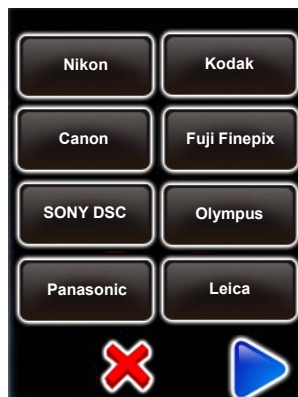 Nikon
Kodak
Canon
Fuji Finepix
SONY DSC
Olympus
Panasonic
Leica